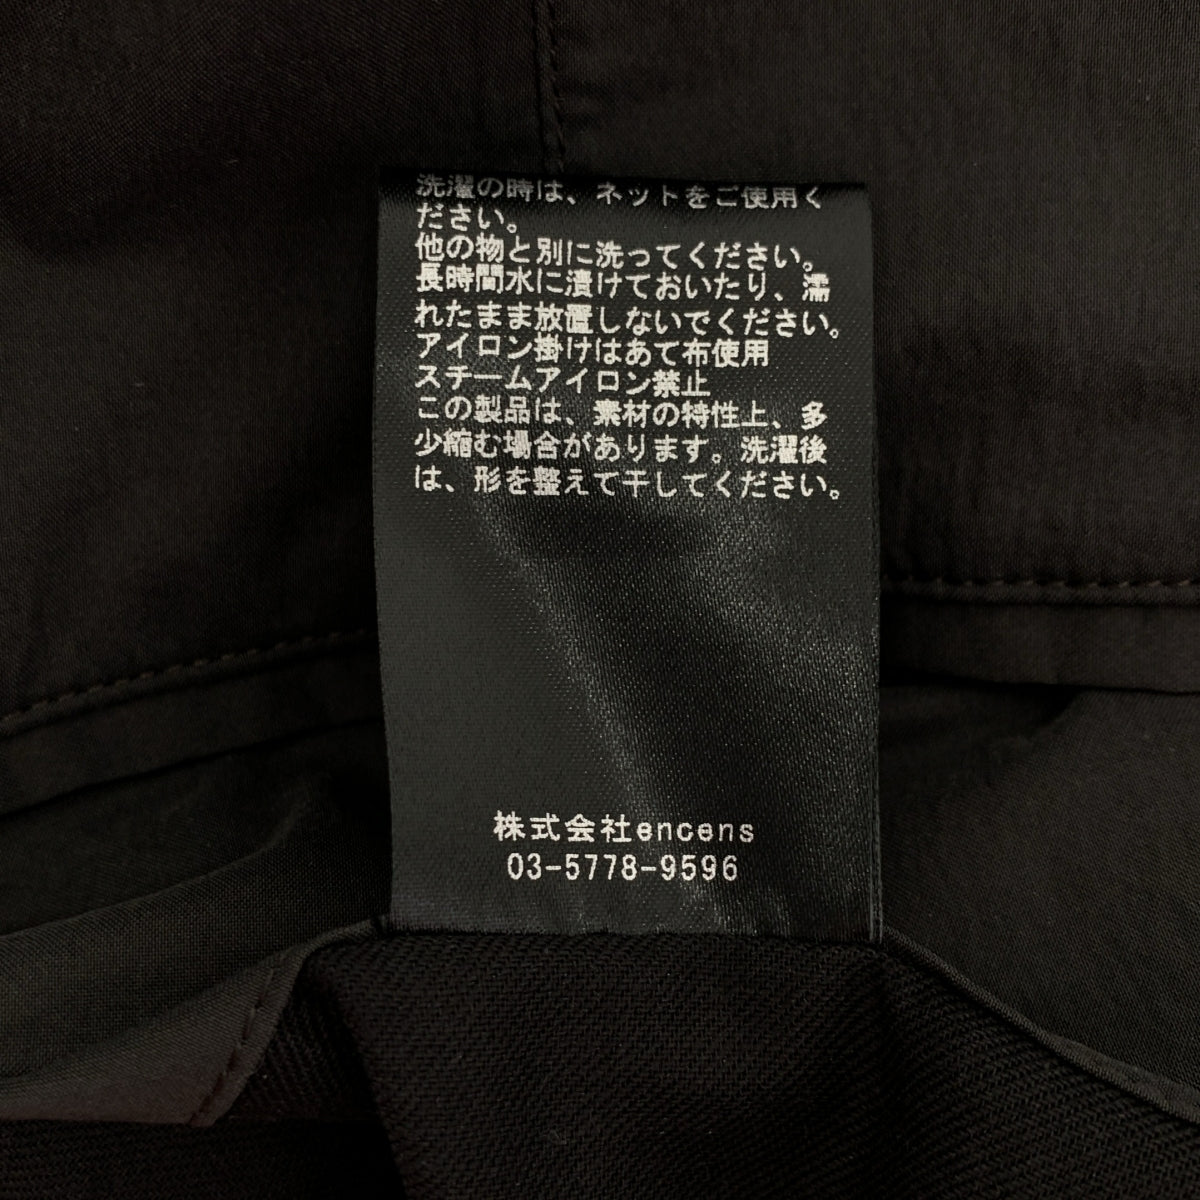 洗濯の時は、ネットをご使用く
ださい。
他の物と別に洗ってください。
長時間水に漬けておいたり、濡
れたまま放置しないでください。
アイロン掛けはあて布使用
スチームアイロン禁止
この製品は、素材の特性上、多
少縮む場合があります。洗濯後
は、形を整えて干してください。
株式会社encens
03-5778-9596